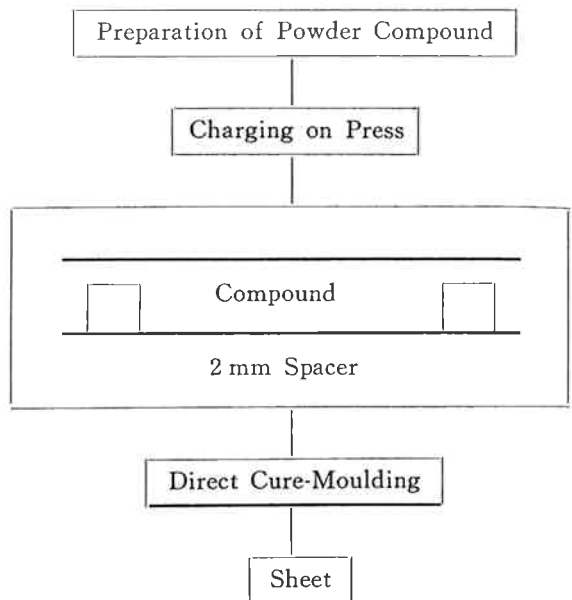 Preparation of Powder Compound
Charging on Press
Compound
2 mm Spacer
Direct Cure-Moulding
Sheet